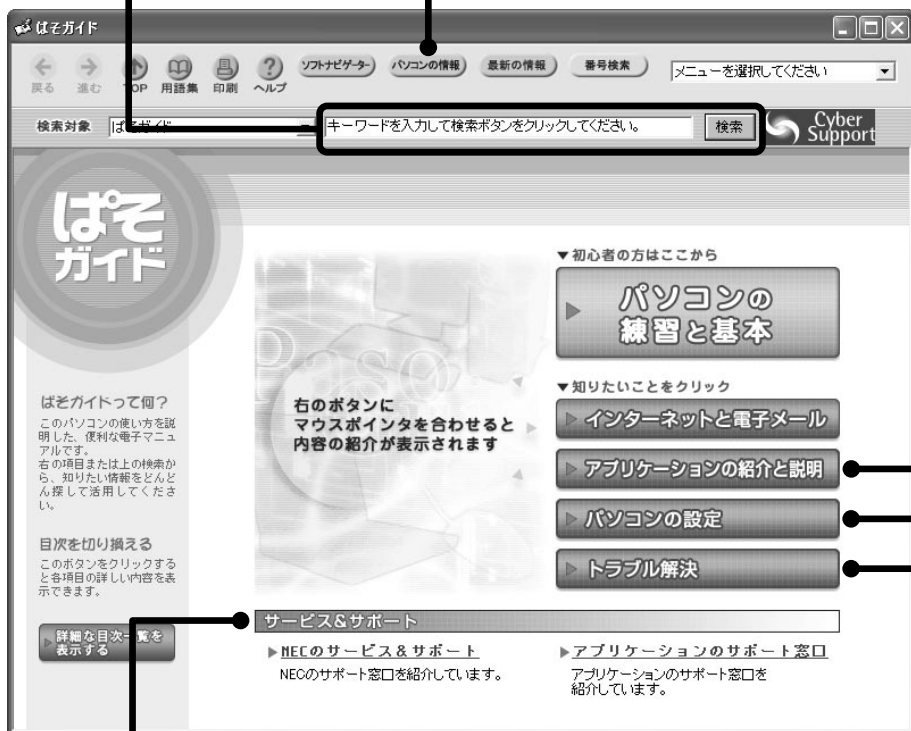 ぱそガイド
戻る 進む TOP 用語集 印刷 ヘルプ
ソフトナビゲーター パソコンの情報 最新の情報 番号検索
メニューを選択してください
検索対象 ぱそガイド
キーワードを入力して検索ボタンをクリックしてください。
検索
Cyber
Support
ぱそ
ガイド
ぱそガイドって何?
このパソコンの使い方を説
明した、便利な電子マニュ
アルです。
右の項目または上の検索か
ら、知りたい情報をどんど
ん探して活用してくださ
い。
目次を切り換える
このボタンをクリックする
と各項目の詳しい内容を表
示できます。
詳細な目次一覧を
表示する
Paso
右のボタンに
マウスポインタを合わせると
内容の紹介が表示されます
▼初心者の方はここから
パソコンの
練習と基本
▼知りたいことをクリック
インターネットと電子メール
アプリケーションの紹介と説明
パソコンの設定
トラブル解決
サービス&サポート
NECのサービス&サポート
NECのサポート窓口を紹介しています。
アプリケーションのサポート窓口
アプリケーションのサポート窓口を
紹介しています。